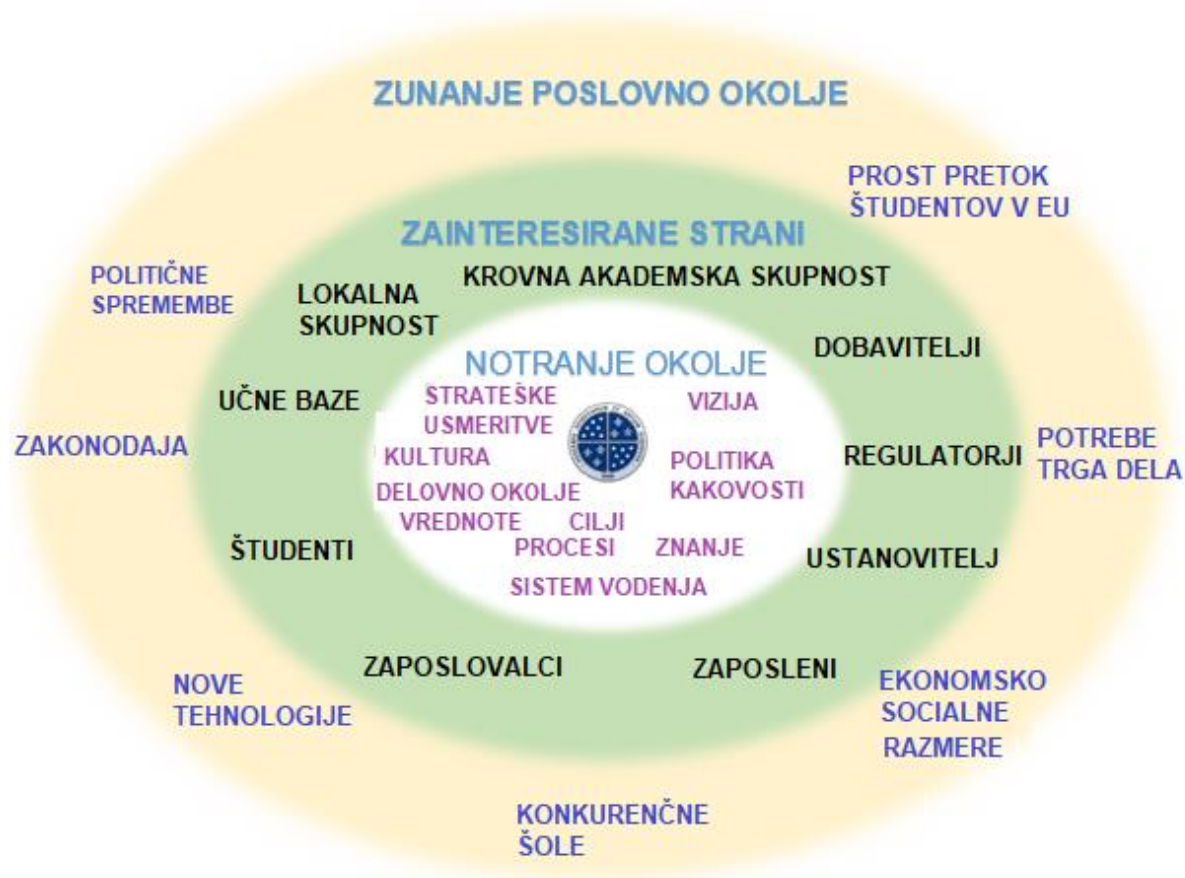 ZUNANJE POSLOVNO OKOLJE
PROST PRETOK
ŠTUDENTOV V EU
ZAINTERESIRANE STRANI
POLITIČNE
SPREMEMBE
LOKALNA
SKUPNOST
KROVNA AKADEMSKA SKUPNOST
DOBAVITELJI
NOTRANJE OKOLJE
UČNE BAZE
STRATEŠKE
USMERITVE
VIZIJA
ZAKONODAJA
KULTURA
POLITIKA
KAKOVOSTI
REGULATORJI
POTREBE
TRGA DELA
DELOVNO OKOLJE
VREDNOTE
CILJI
ŠTUDENTI
PROCESI
ZNANJE
USTANOVITELJ
SISTEM VODENJA
ZAPOSLOVALCI
ZAPOSLENI
NOVE
TEHNOLOGIJE
EKONOMSKO
SOCIALNE
RAZMERE
KONKURENČNE
ŠOLE